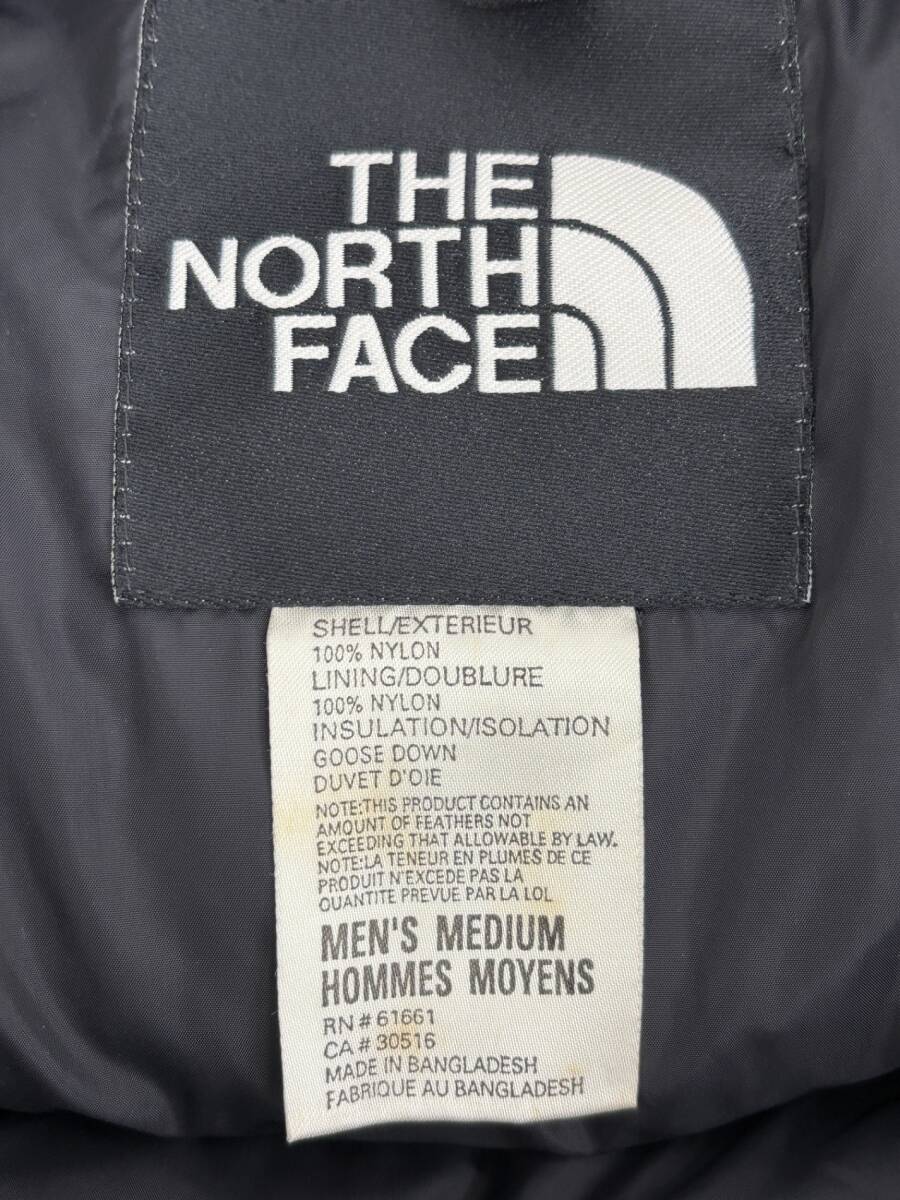 THE
NORTH
FACE
SHELL/EXTERIEUR
100% NYLON
LINING/DOUBLURE
100% NYLON
INSULATION/ISOLATION
GOOSE DOWN
DUVET D'OIE
NOTE:THIS PRODUCT CONTAINS AN
AMOUNT OF FEATHERS NOT
EXCEEDING THAT ALLOWABLE BY LAW.
NOTE:LA TENEUR EN PLUMES DE CE
PRODUIT N'EXCEDE PAS LA
QUANTITE PREVUE PAR LA LOL
MEN'S MEDIUM
HOMMES MOYENS
RN # 61661
CA # 30516
MADE IN BANGLADESH
FABRIQUE AU BANGLADESH